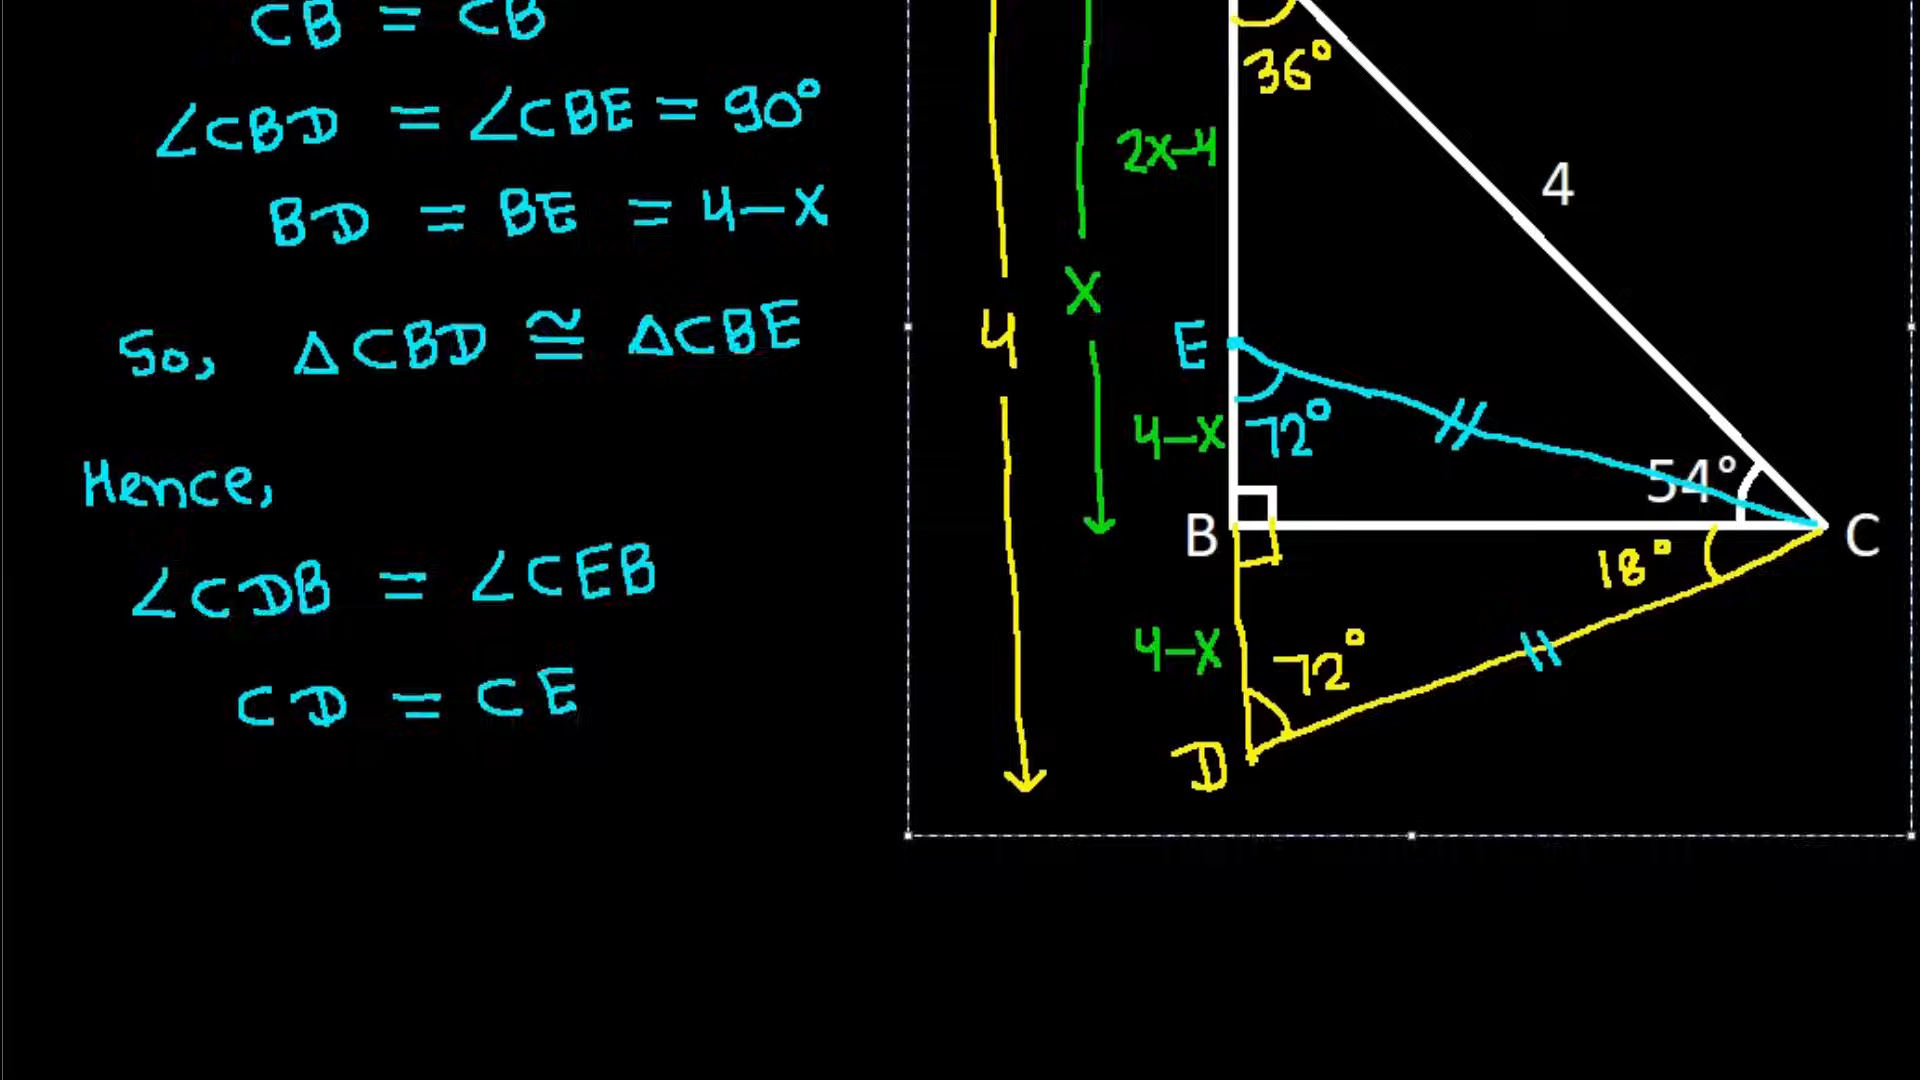 CB = CB
∠CBD = ∠CBE = 90°
BD = BE = 4-x
So, ΔCBD ≅ ΔCBE
Hence,
∠CDB = ∠CEB
CD = CE
36°
2x-4
4
x
4
E
4-x
72°
54°
B
C
18°
4-x
72°
D